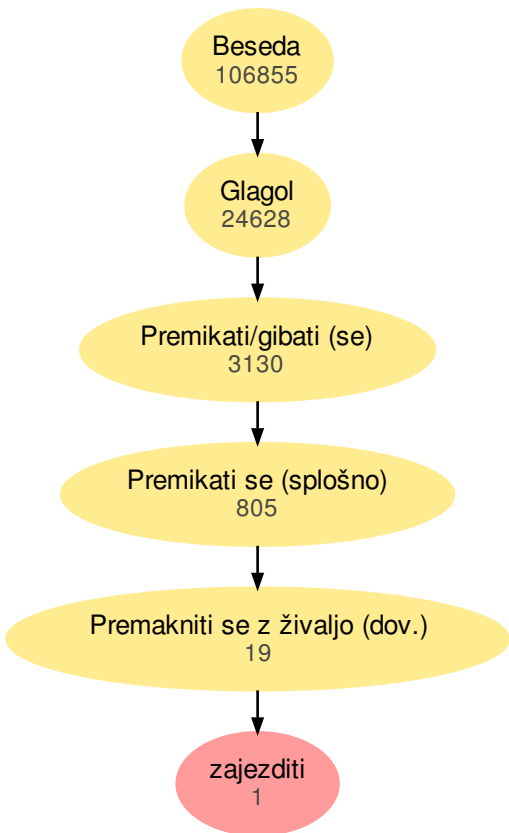 Beseda
106855
Glagol
24628
Premikati/gibati (se)
3130
Premikati se (splošno)
805
Premakniti se z živaljo (dov.)
19
zajezditi
1